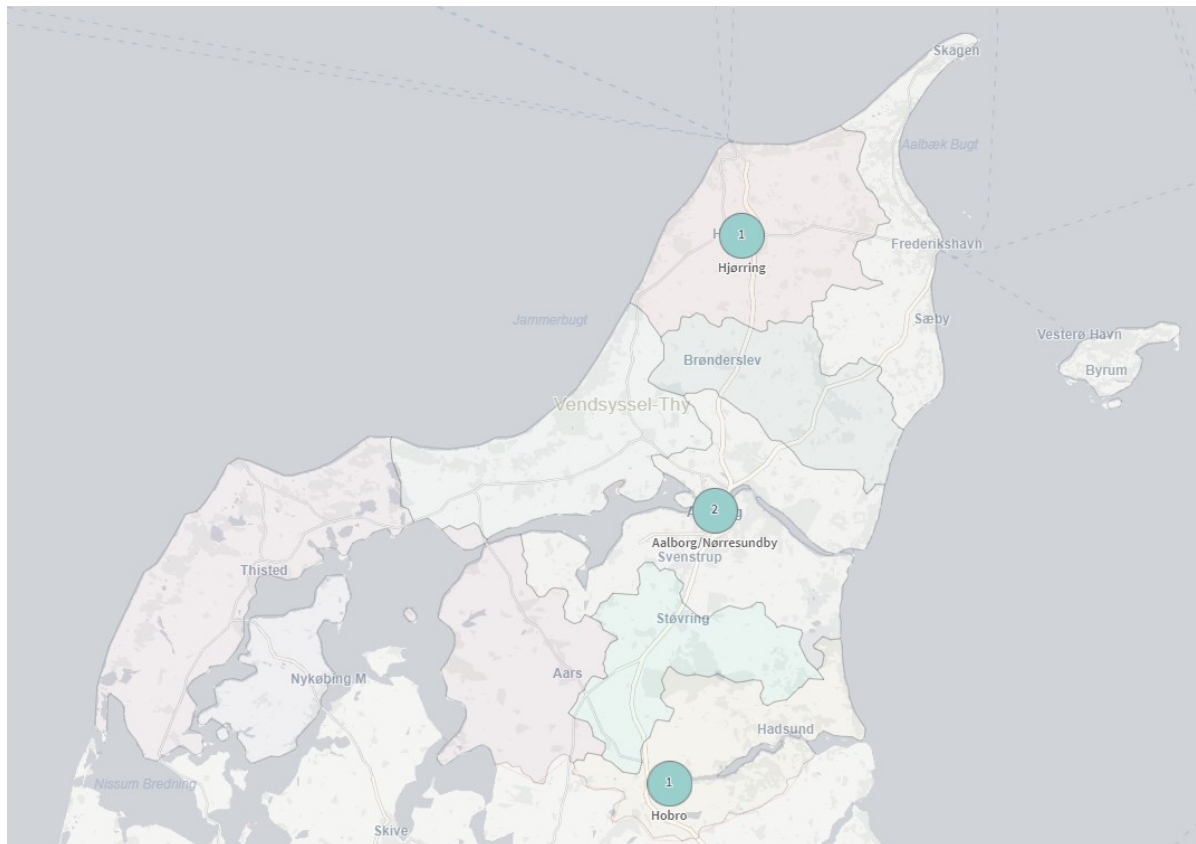 Skagen
Aalbæk Bugt
1
Frederikshavn
Hjørring
Jammerbugt
Sæby
Vesterø Havn
Brønderslev
Byrum
Vendsyssel-Thy
2
Aalborg/Nørresundby
Svenstrup
Thisted
Støvring
Aars
Nykøbing M
Hadsund
Nissum Bredning
1
Hobro
Skive